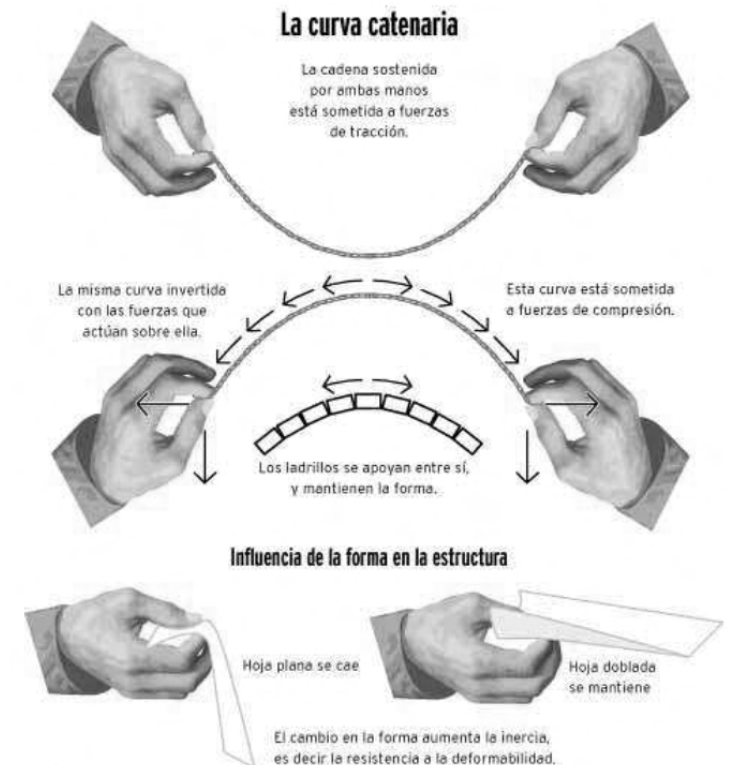 La curva catenaria
La cadena sostenida
por ambas manos
está sometida a fuerzas
de tracción.
La misma curva invertida
con las fuerzas que
actúan sobre ella.
Esta curva está sometida
a fuerzas de compresión.
Los ladrillos se apoyan entre sí,
y mantienen la forma.
Influencia de la forma en la estructura
Hoja plana se cae
Hoja doblada
se mantiene
El cambio en la forma aumenta la inercia,
es decir la resistencia a la deformabilidad.